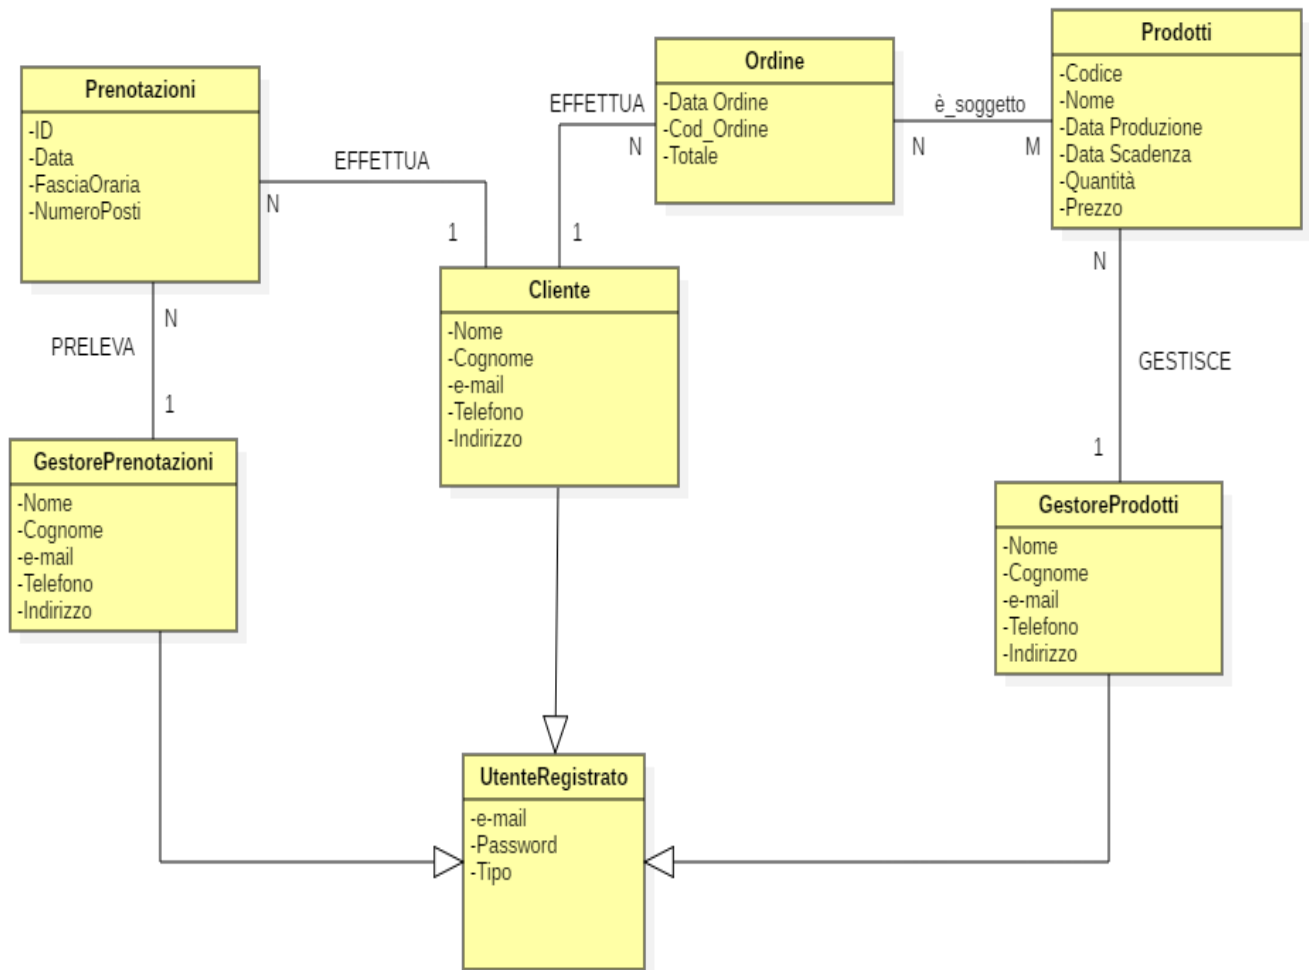 Prenotazioni
-ID
-Data
-FasciaOraria
-NumeroPosti
EFFETTUA
N
1
EFFETTUA
N
1
Ordine
-Data Ordine
-Cod_Ordine
-Totale
è_soggetto
N
M
Prodotti
-Codice
-Nome
-Data Produzione
-Data Scadenza
-Quantità
-Prezzo
Cliente
-Nome
-Cognome
-e-mail
-Telefono
-Indirizzo
N
PRELEVA
1
N
GESTISCE
1
GestorePrenotazioni
-Nome
-Cognome
-e-mail
-Telefono
-Indirizzo
GestoreProdotti
-Nome
-Cognome
-e-mail
-Telefono
-Indirizzo
UtenteRegistrato
-e-mail
-Password
-Tipo